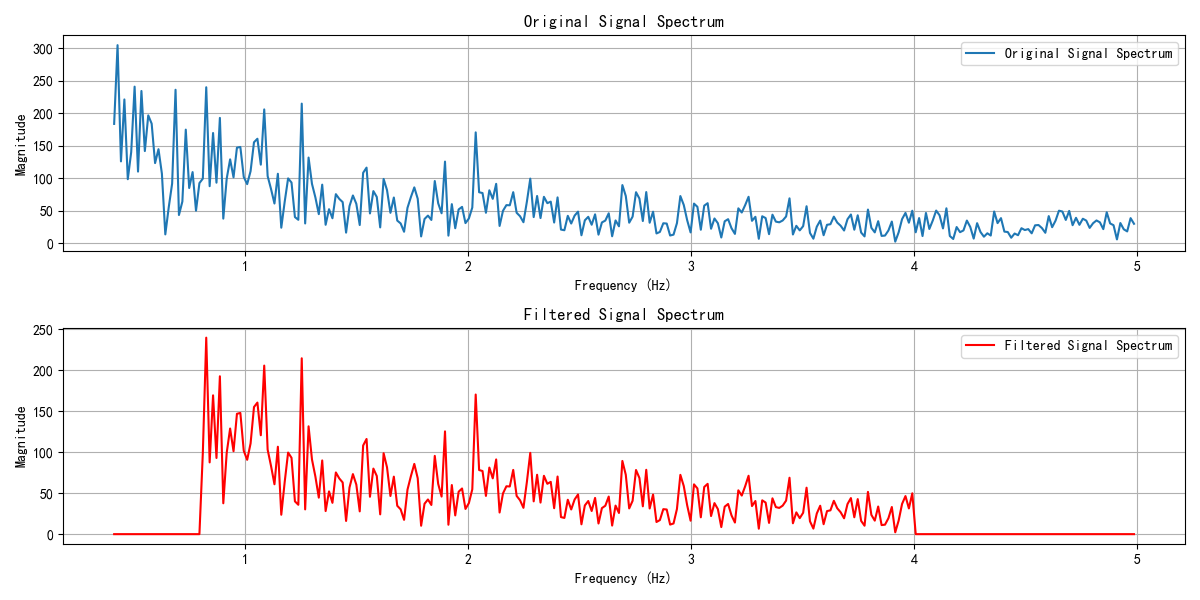 Original Signal Spectrum
Original Signal Spectrum
Magnitude
300
250
200
150
100
50
0
1
2
3
4
5
Frequency (Hz)
Filtered Signal Spectrum
Filtered Signal Spectrum
Magnitude
250
200
150
100
50
0
1
2
3
4
5
Frequency (Hz)